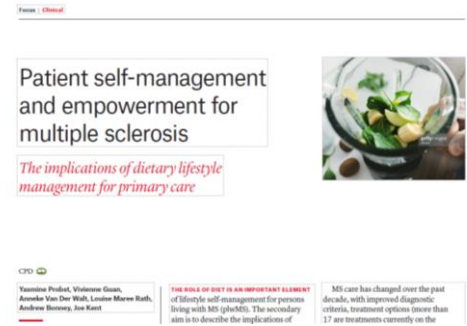 Focus | Clinical
Patient self-management
and empowerment for
multiple sclerosis
The implications of dietary lifestyle
management for primary care
CPD
Yasmine Probst, Vivienne Guan,
Anneke Van Der Walt, Louise Maree Rath,
Andrew Bonney, Joe Kent
THE ROLE OF DIET IS AN IMPORTANT ELEMENT
of lifestyle self-management for persons
living with MS (plwMS). The secondary
aim is to describe the implications of
MS care has changed over the past
decade, with improved diagnostic
criteria, treatment options (more than
17 are treatments currently on the